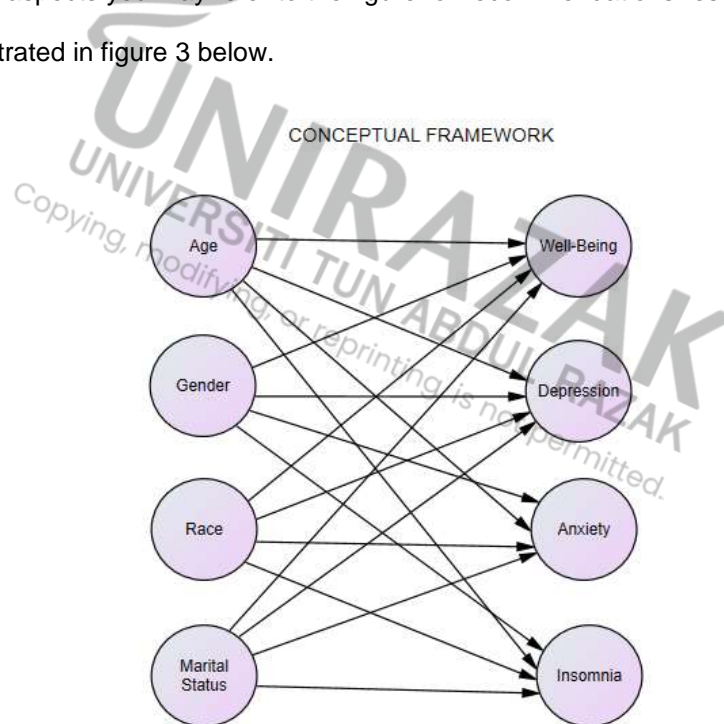 trated in figure 3 below.
CONCEPTUAL FRAMEWORK
UNIRAZAK
UNIVERSITI TUN ABDUL RAZAK
Copying, modifying, or reprinting, is not permitted.
Age
Well-Being
Gender
Depression
Race
Anxiety
Marital
Status
Insomnia